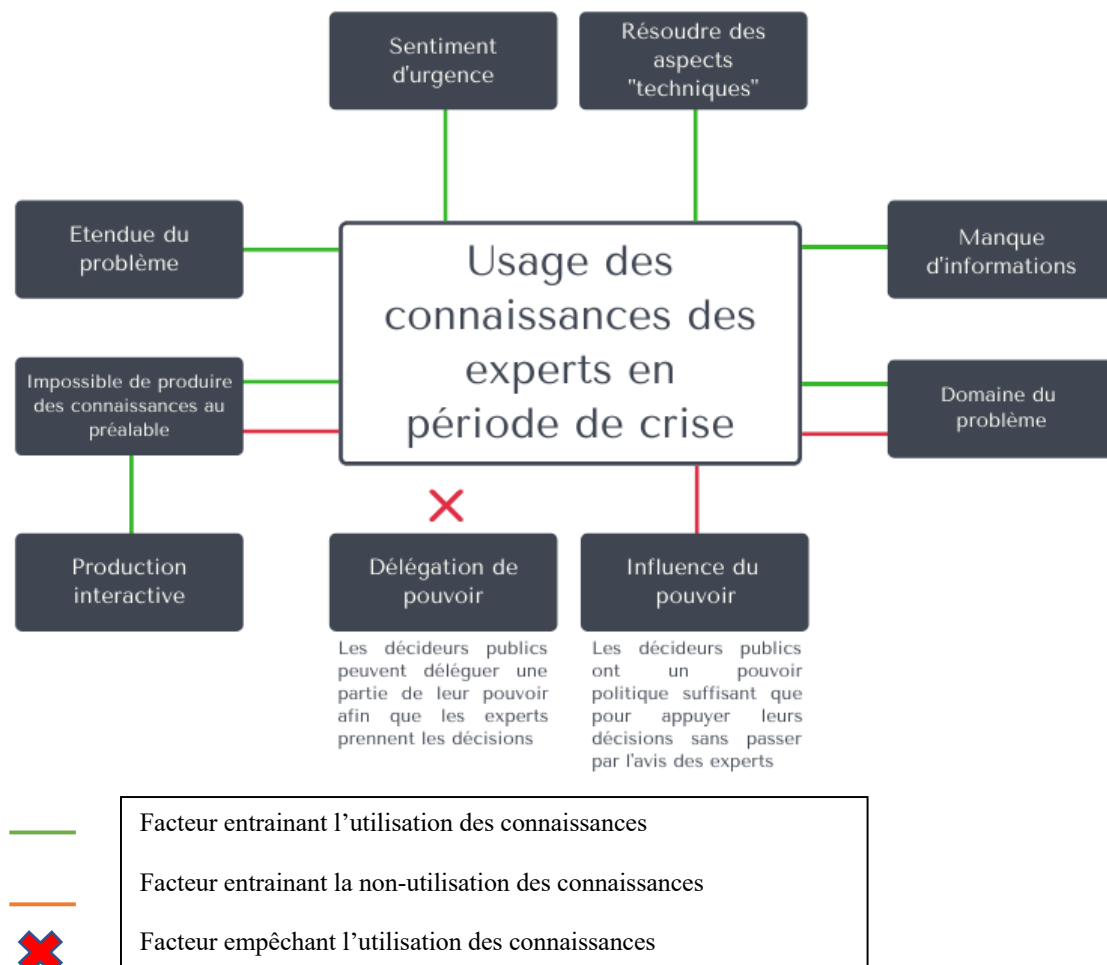 Sentiment
d'urgence
Résoudre des
aspects
"techniques"
Etendue du
problème
Usage des
connaissances des
experts en
période de crise
Manque
d'informations
Impossible de produire
des connaissances au
préalable
Domaine du
problème
Production
interactive
Délégation de
pouvoir
Influence du
pouvoir
Les décideurs publics
peuvent déléguer une
partie de leur pouvoir
afin que les experts
prennent les décisions
Les décideurs publics
ont un pouvoir
politique suffisant que
pour appuyer leurs
décisions sans passer
par l'avis des experts
Facteur entrainant l’utilisation des connaissances
Facteur entrainant la non-utilisation des connaissances
Facteur empêchant l’utilisation des connaissances